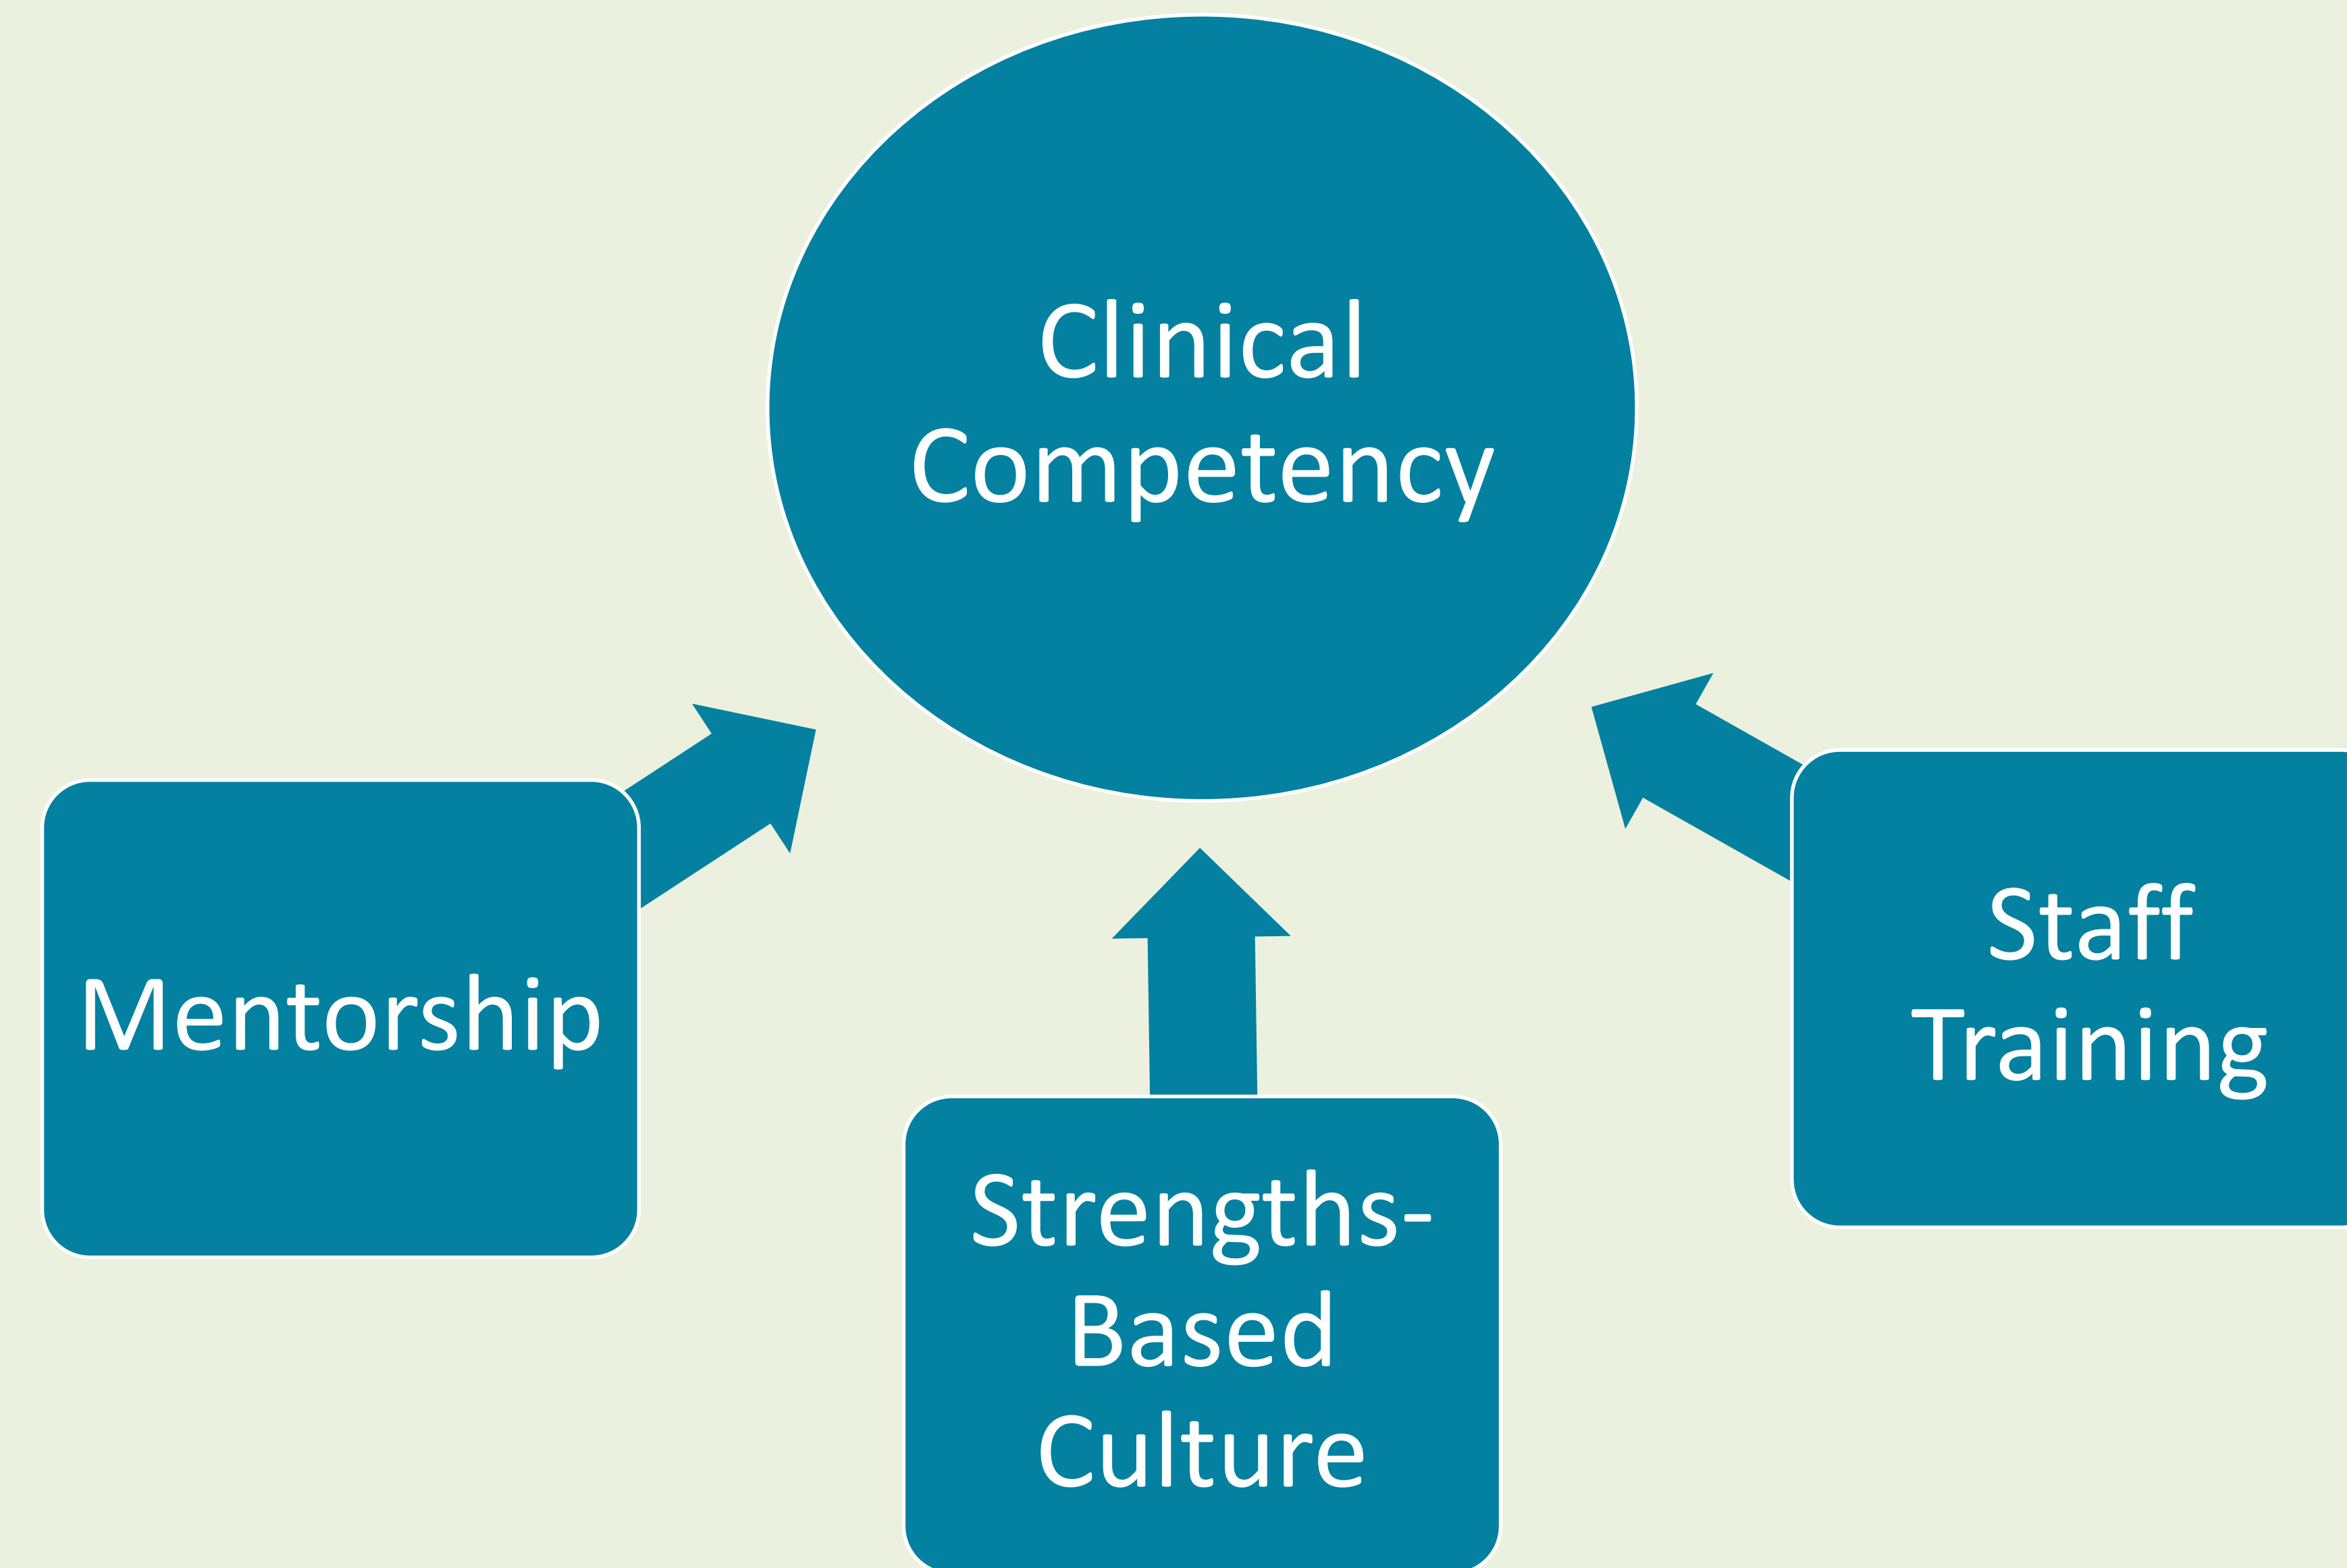 Clinical
Competency
Mentorship
Staff
Training
Strengths-
Based
Culture